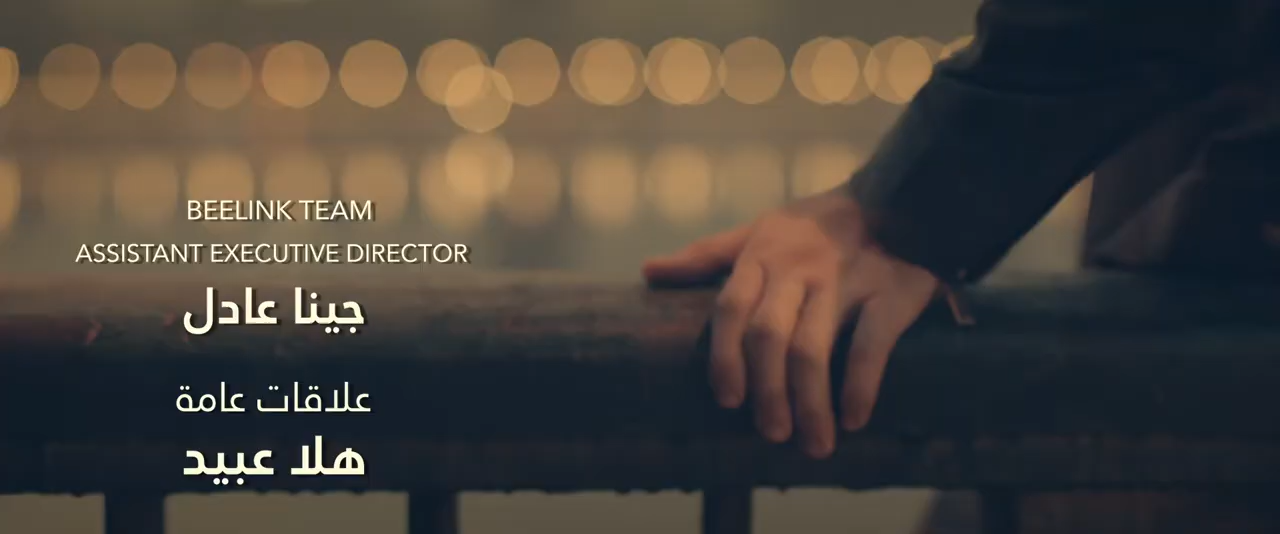 BEELINK TEAM
ASSISTANT EXECUTIVE DIRECTOR
جينا عادل
علاقات عامة
هلا عبيد